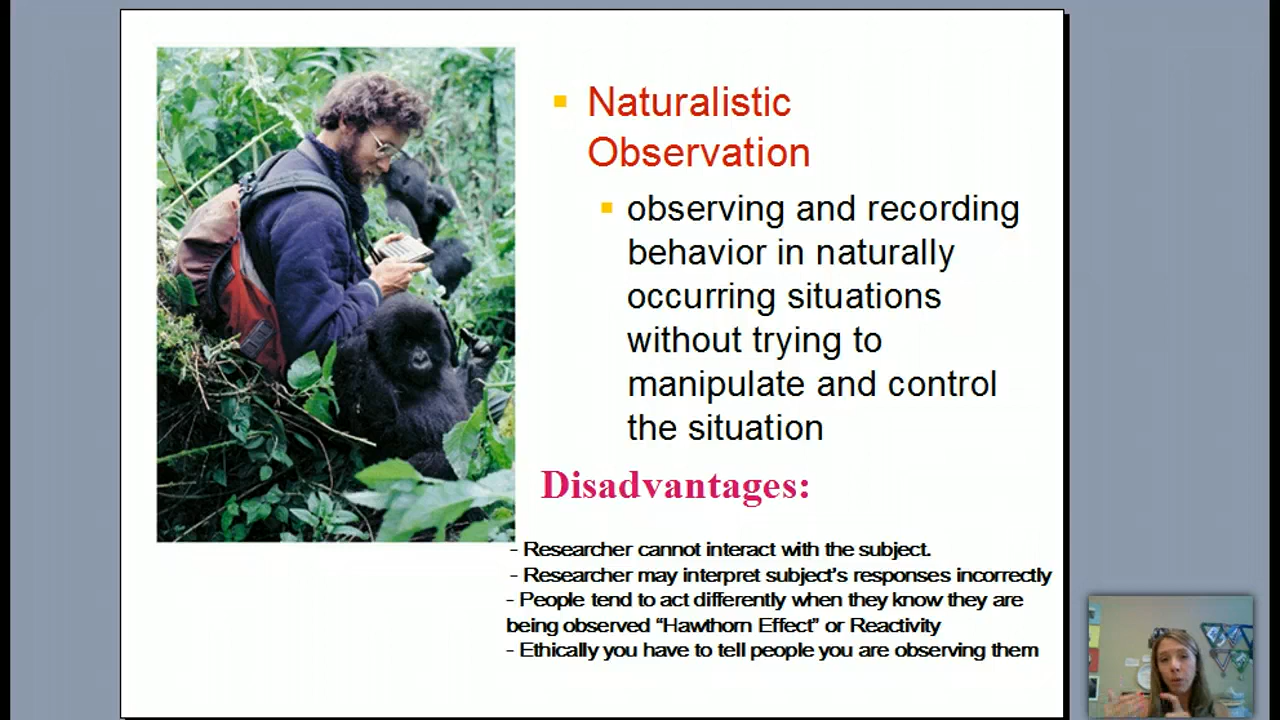 Naturalistic
Observation
observing and recording
behavior in naturally
occurring situations
without trying to
manipulate and control
the situation
Disadvantages:
- Researcher cannot interact with the subject.
- Researcher may interpret subject's responses incorrectly
- People tend to act differently when they know they are
being observed “Hawthorn Effect” or Reactivity
- Ethically you have to tell people you are observing them